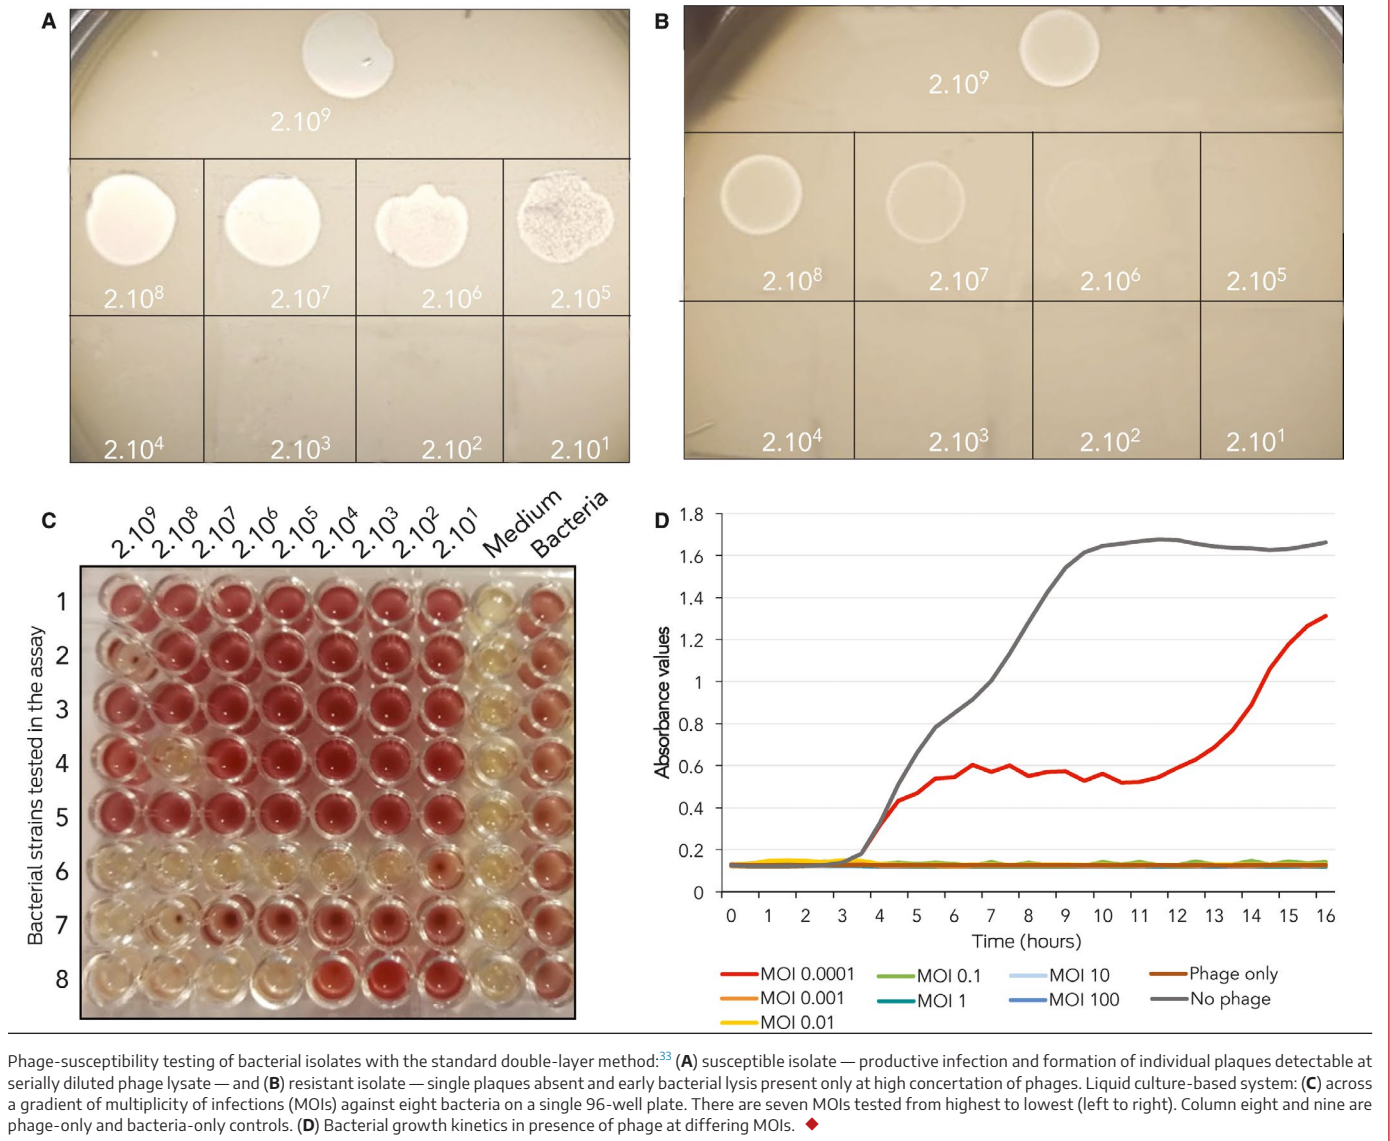 A
2.10⁹
2.10⁸ 2.10⁷ 2.10⁶ 2.10⁵
2.10⁴ 2.10³ 2.10² 2.10¹
B
2.10⁹
2.10⁸ 2.10⁷ 2.10⁶ 2.10⁵
2.10⁴ 2.10³ 2.10² 2.10¹
C
2.10⁹ 2.10⁸ 2.10⁷ 2.10⁶ 2.10⁵ 2.10⁴ 2.10³ 2.10² 2.10¹ Medium Bacteria
Bacterial strains tested in the assay
1
2
3
4
5
6
7
8
D
Absorbance values
1.8
1.6
1.4
1.2
1
0.8
0.6
0.4
0.2
0
0 1 2 3 4 5 6 7 8 9 10 11 12 13 14 15 16
Time (hours)
MOI 0.0001 MOI 0.1 MOI 10 Phage only
MOI 0.001 MOI 1 MOI 100 No phage
MOI 0.01
Phage-susceptibility testing of bacterial isolates with the standard double-layer method:³³ (A) susceptible isolate — productive infection and formation of individual plaques detectable at
serially diluted phage lysate — and (B) resistant isolate — single plaques absent and early bacterial lysis present only at high concertation of phages. Liquid culture-based system: (C) across
a gradient of multiplicity of infections (MOIs) against eight bacteria on a single 96-well plate. There are seven MOIs tested from highest to lowest (left to right). Column eight and nine are
phage-only and bacteria-only controls. (D) Bacterial growth kinetics in presence of phage at differing MOIs.